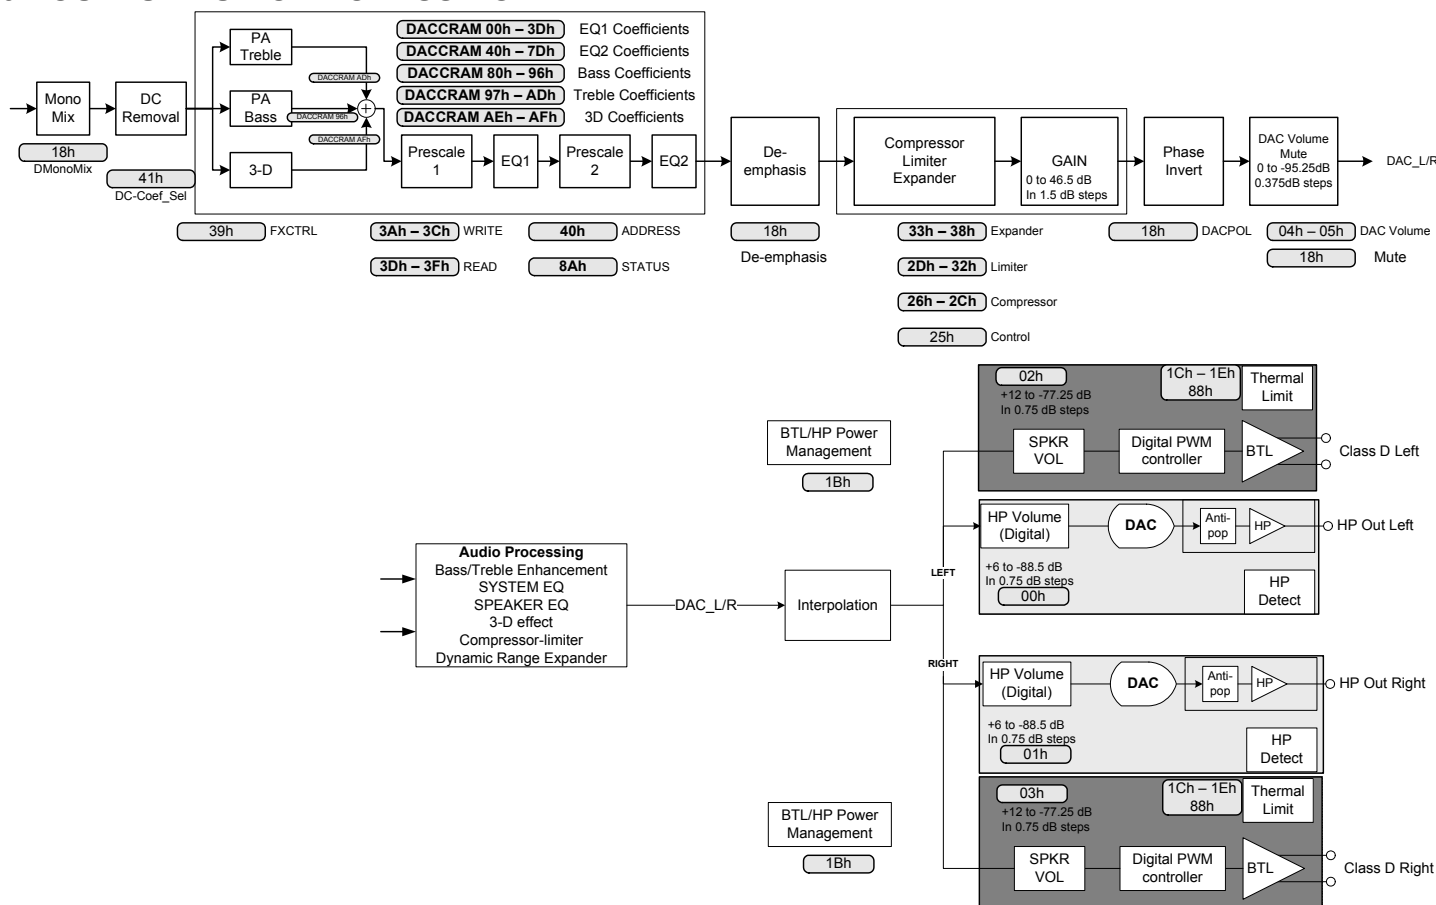 DACCRAM 00h – 3Dh EQ1 Coefficients
DACCRAM 40h – 7Dh EQ2 Coefficients
DACCRAM 80h – 96h Bass Coefficients
DACCRAM 97h – ADh Treble Coefficients
DACCRAM AEh – AFh 3D Coefficients
PA
Treble
DACCRAM ADh
Mono
Mix
DC
Removal
PA
Bass
DACCRAM 96h
DACCRAM AFh
3-D
Prescale
1
EQ1
Prescale
2
EQ2
De-
emphasis
Compressor
Limiter
Expander
GAIN
0 to 46.5 dB
In 1.5 dB steps
Phase
Invert
DAC Volume
Mute
0 to -95.25dB
0.375dB steps
DAC_L/R
18h
DMonoMix
41h
DC-Coef_Sel
39h FXCTRL
3Ah – 3Ch WRITE
40h ADDRESS
3Dh – 3Fh READ
8Ah STATUS
18h
De-emphasis
33h – 38h Expander
2Dh – 32h Limiter
26h – 2Ch Compressor
25h Control
18h DACPOL
04h – 05h DAC Volume
18h Mute
02h
+12 to -77.25 dB
In 0.75 dB steps
1Ch – 1Eh
88h
Thermal
Limit
BTL/HP Power
Management
1Bh
SPKR
VOL
Digital PWM
controller
BTL
Class D Left
HP Volume
(Digital)
DAC
Anti-
pop
HP
HP Out Left
+6 to -88.5 dB
In 0.75 dB steps
00h
HP
Detect
Audio Processing
Bass/Treble Enhancement
SYSTEM EQ
SPEAKER EQ
3-D effect
Compressor-limiter
Dynamic Range Expander
DAC_L/R
Interpolation
LEFT
RIGHT
HP Volume
(Digital)
DAC
Anti-
pop
HP
HP Out Right
+6 to -88.5 dB
In 0.75 dB steps
01h
HP
Detect
03h
+12 to -77.25 dB
In 0.75 dB steps
1Ch – 1Eh
88h
Thermal
Limit
BTL/HP Power
Management
1Bh
SPKR
VOL
Digital PWM
controller
BTL
Class D Right